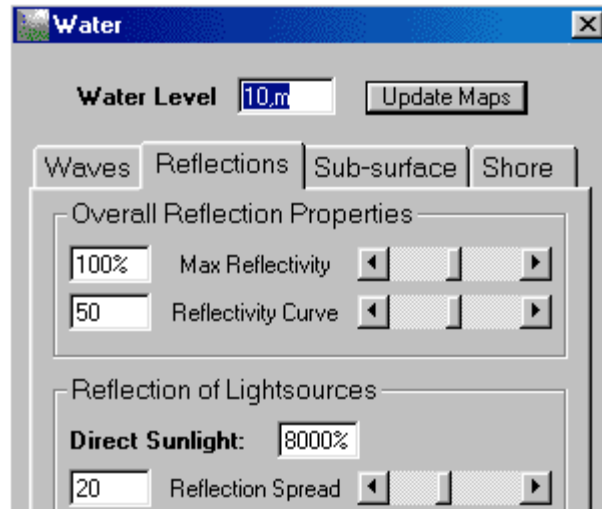 Water
Water Level 10,m Update Maps
Waves Reflections Sub-surface Shore
Overall Reflection Properties
100% Max Reflectivity
50 Reflectivity Curve
Reflection of Lightsources
Direct Sunlight: 8000%
20 Reflection Spread